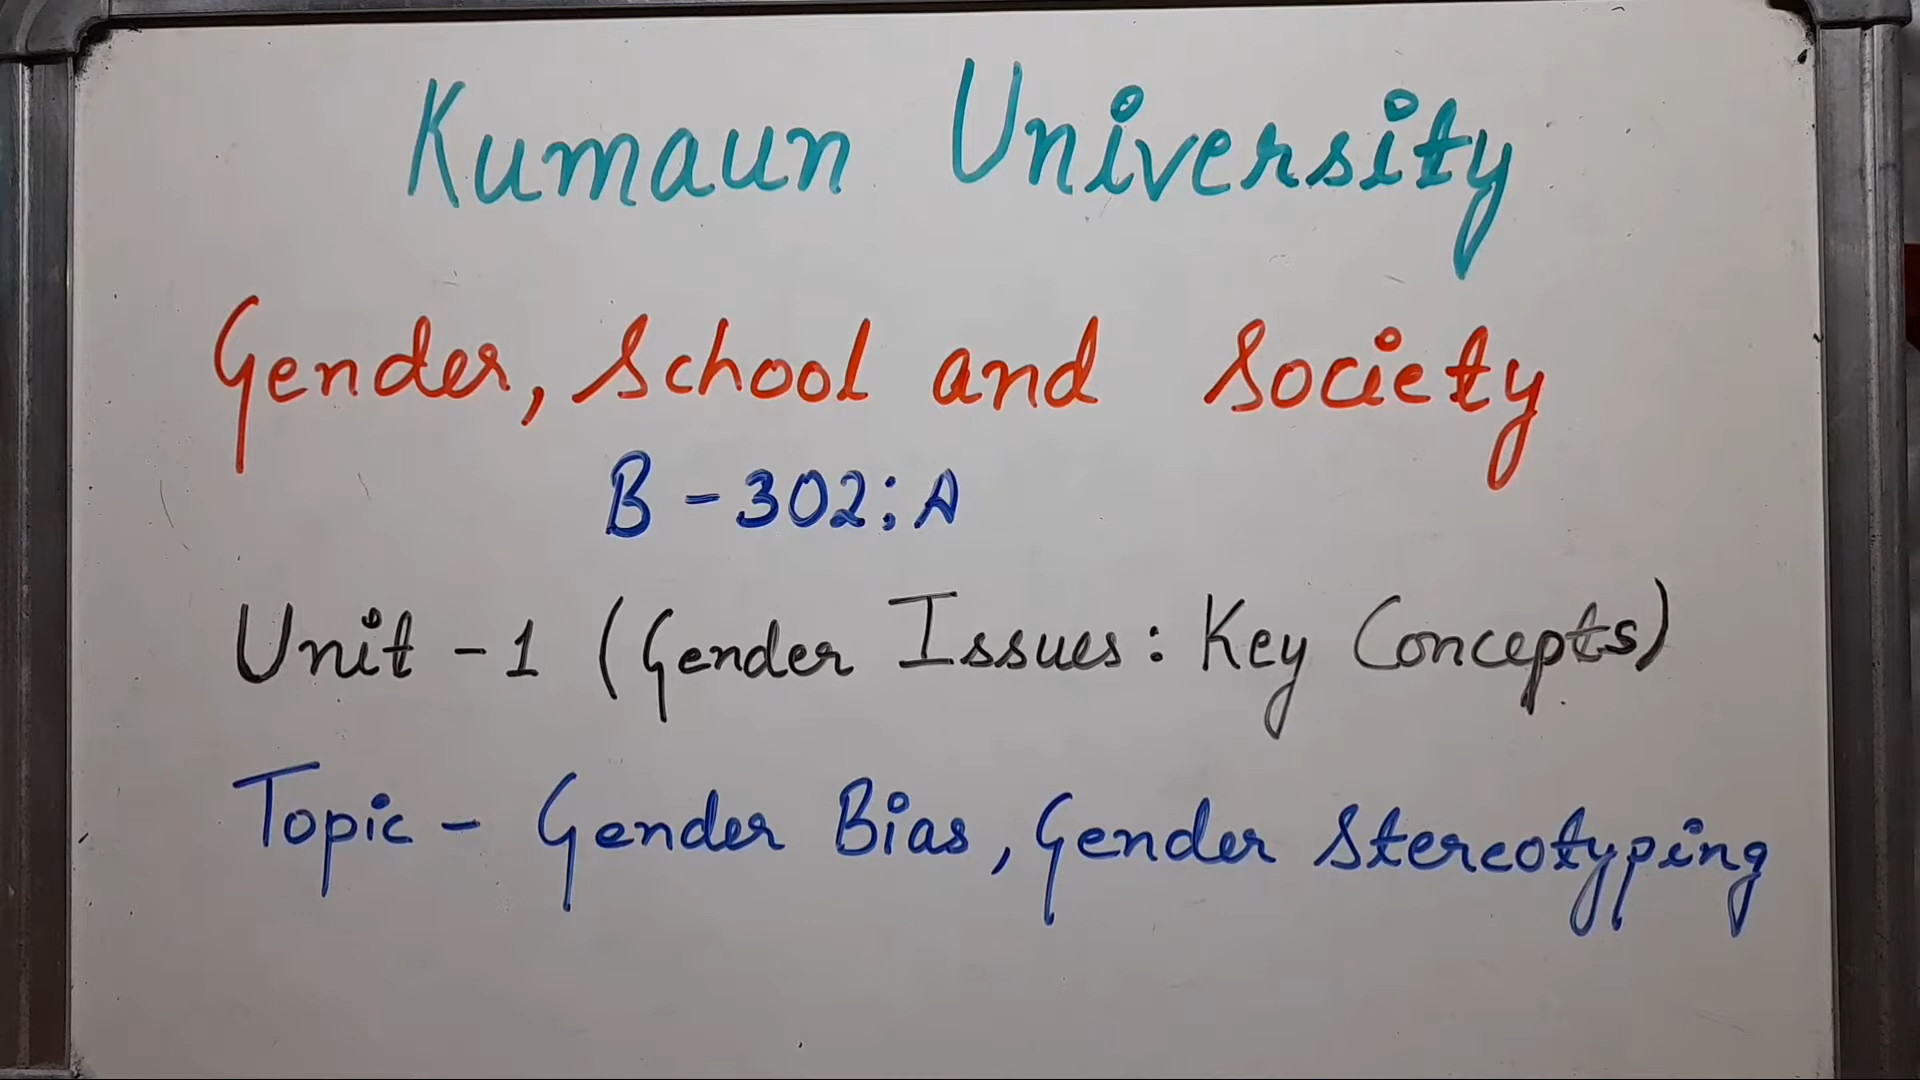 Kumaun University
Gender, School and Society
B - 302 ; A
Unit - 1 (Gender Issues : Key Concepts)
Topic - Gender Bias, Gender Stereotyping